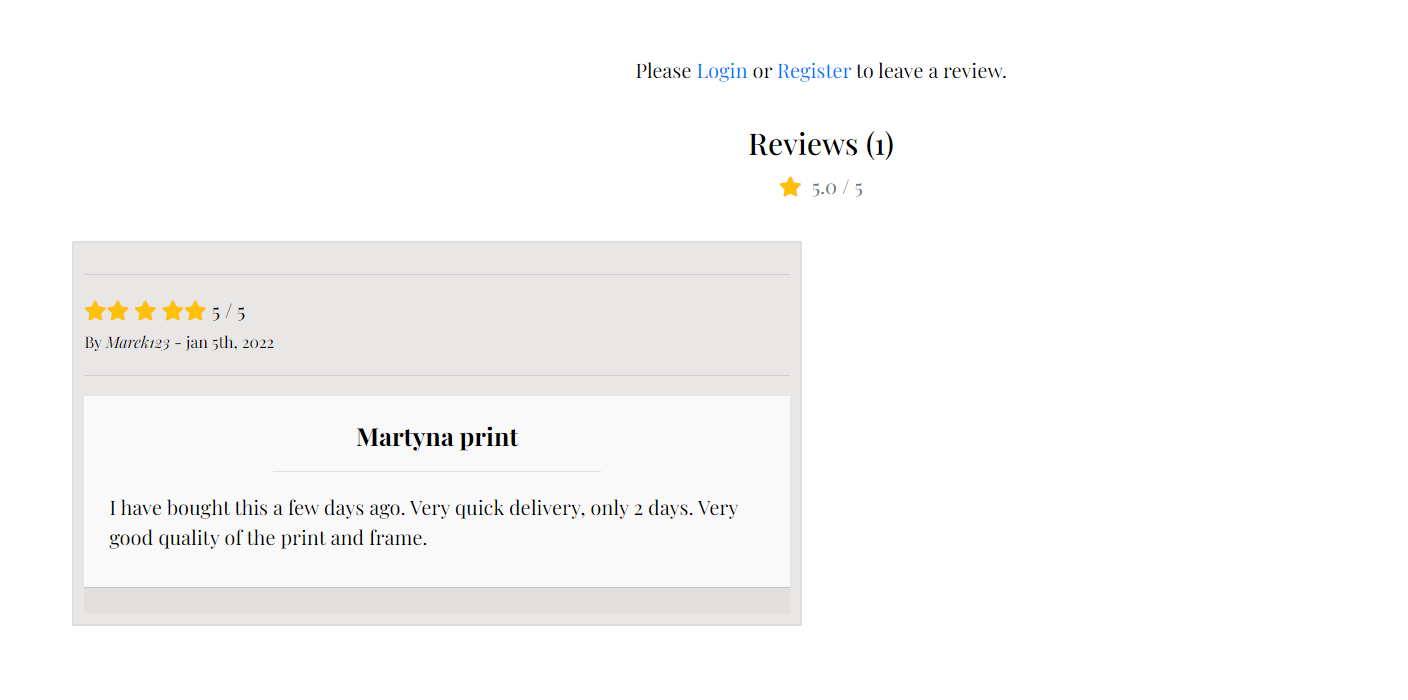 Please Login or Register to leave a review.
Reviews (1)
5.0 / 5
5 / 5
By Marek123 - jan 5th, 2022
Martyna print
I have bought this a few days ago. Very quick delivery, only 2 days. Very
good quality of the print and frame.